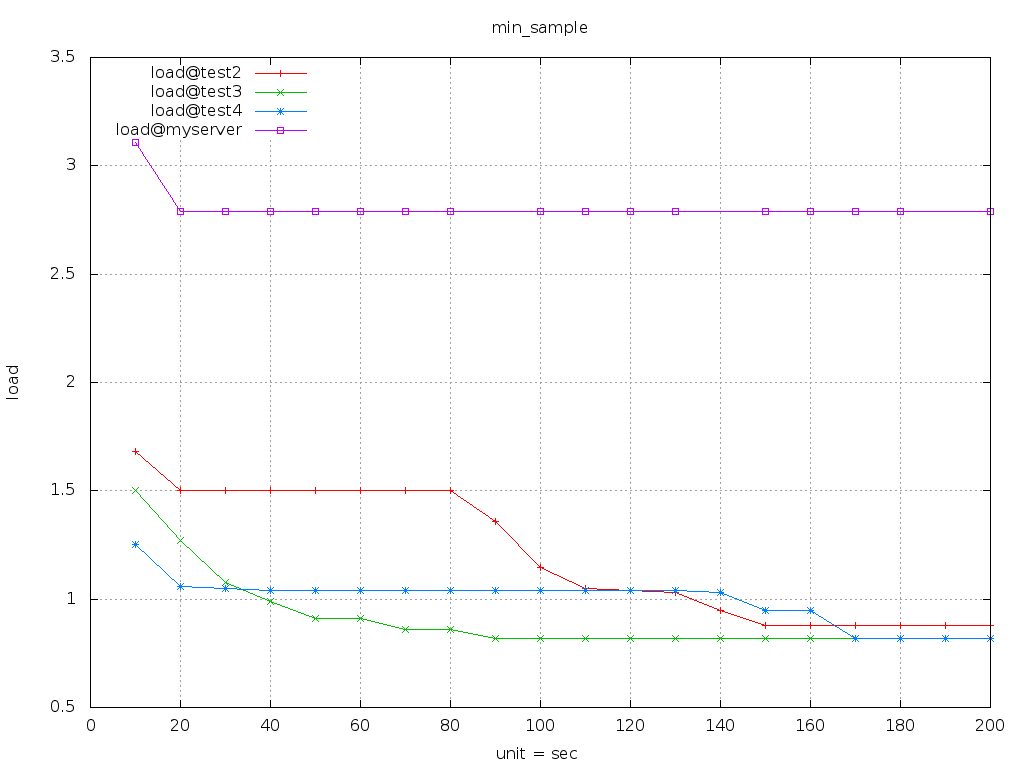 min_sample
3.5
load@test2
load@test3
load@test4
load@myserver
3
2.5
2
load
1.5
1
0.5
0 20 40 60 80 100 120 140 160 180 200
unit = sec